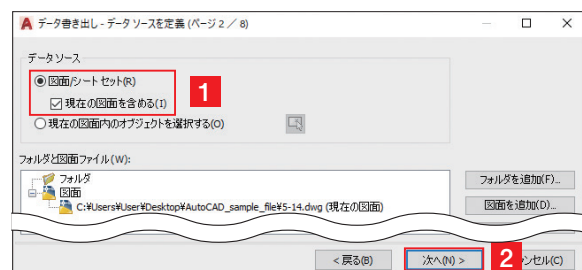 データ書き出し - データ ソースを定義 (ページ 2 ／ 8)
データ ソース
図面/シート セット(R)
現在の図面を含める(I)
1
現在の図面内のオブジェクトを選択する(O)
フォルダと図面ファイル(W):
フォルダ
フォルダを追加(F)...
図面
C:¥Users¥User¥Desktop¥AutoCAD_sample_file¥5-14.dwg (現在の図面)
図面を追加(D)...
< 戻る(B)
次へ(N) >
2
ンセル(C)